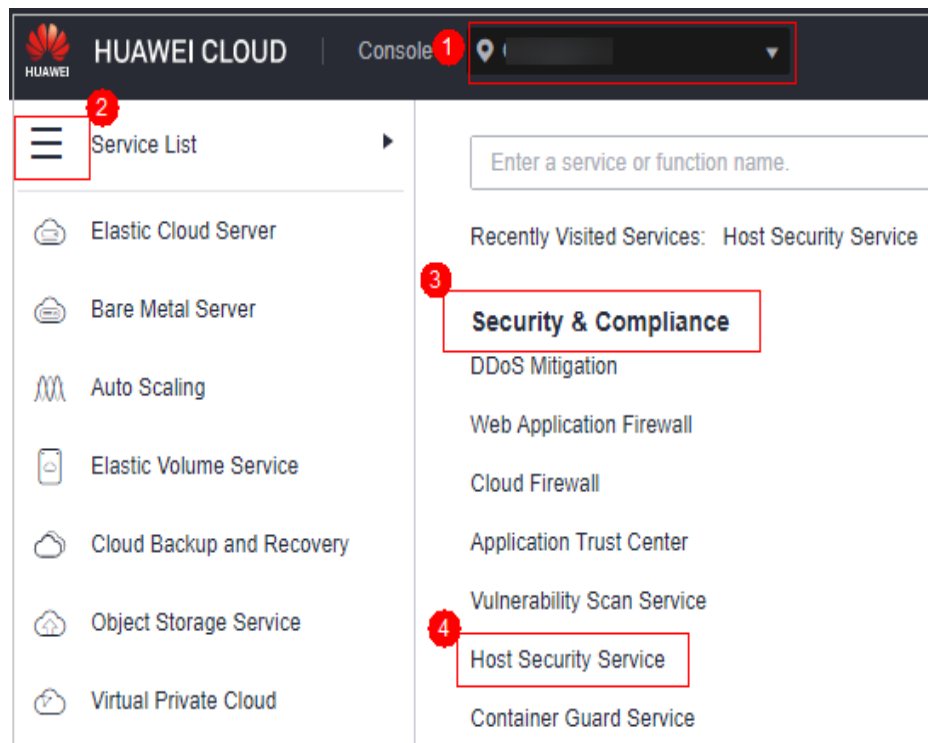 HUAWEI
HUAWEI CLOUD
Console
1
2
Service List
Elastic Cloud Server
Bare Metal Server
Auto Scaling
Elastic Volume Service
Cloud Backup and Recovery
Object Storage Service
Virtual Private Cloud
Enter a service or function name.
Recently Visited Services: Host Security Service
3
Security & Compliance
DDoS Mitigation
Web Application Firewall
Cloud Firewall
Application Trust Center
Vulnerability Scan Service
4
Host Security Service
Container Guard Service